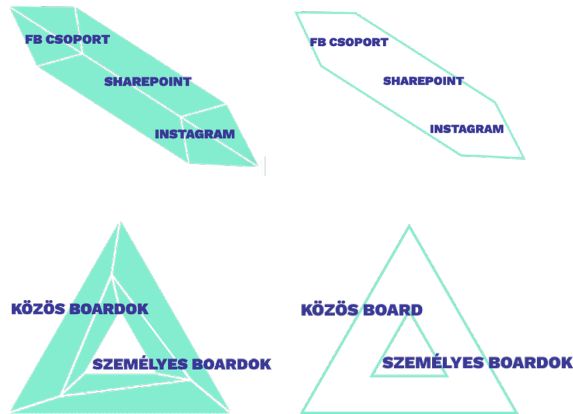 FB CSOPORT
SHAREPOINT
INSTAGRAM
FB CSOPORT
SHAREPOINT
INSTAGRAM
KÖZÖS BOARDOK
SZEMÉLYES BOARDOK
KÖZÖS BOARD
SZEMÉLYES BOARDOK